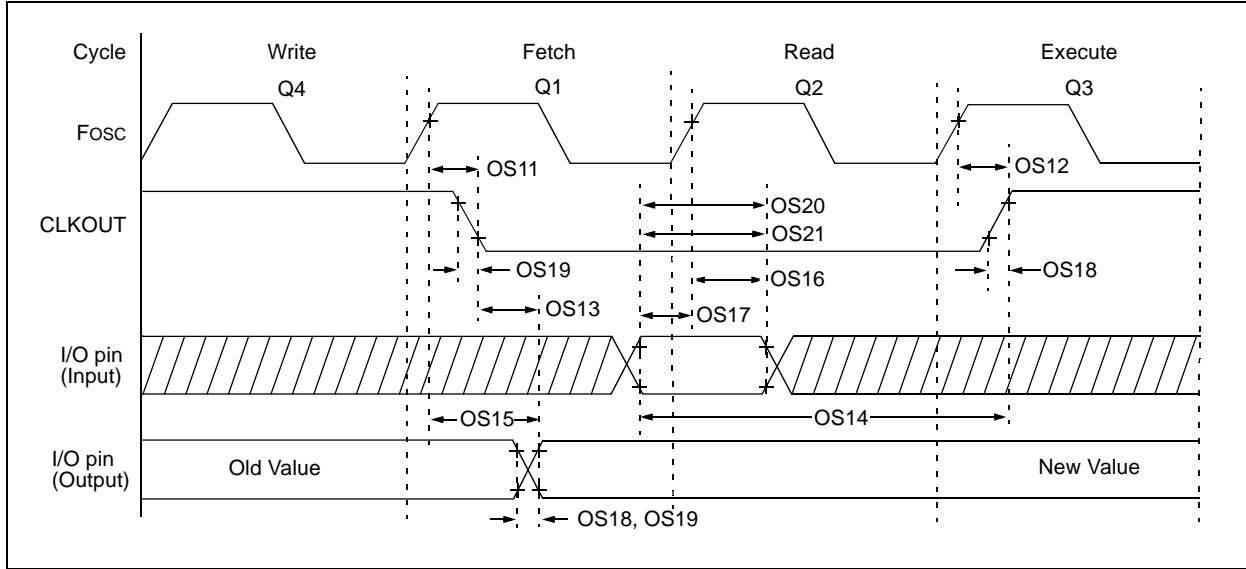 Cycle Write Fetch Read Execute
Q4 Q1 Q2 Q3
FOSC
OS11 OS12
CLKOUT
OS20
OS21
OS19 OS16 OS18
OS13 OS17
I/O pin
(Input)
OS15 OS14
I/O pin
(Output)
Old Value New Value
OS18, OS19